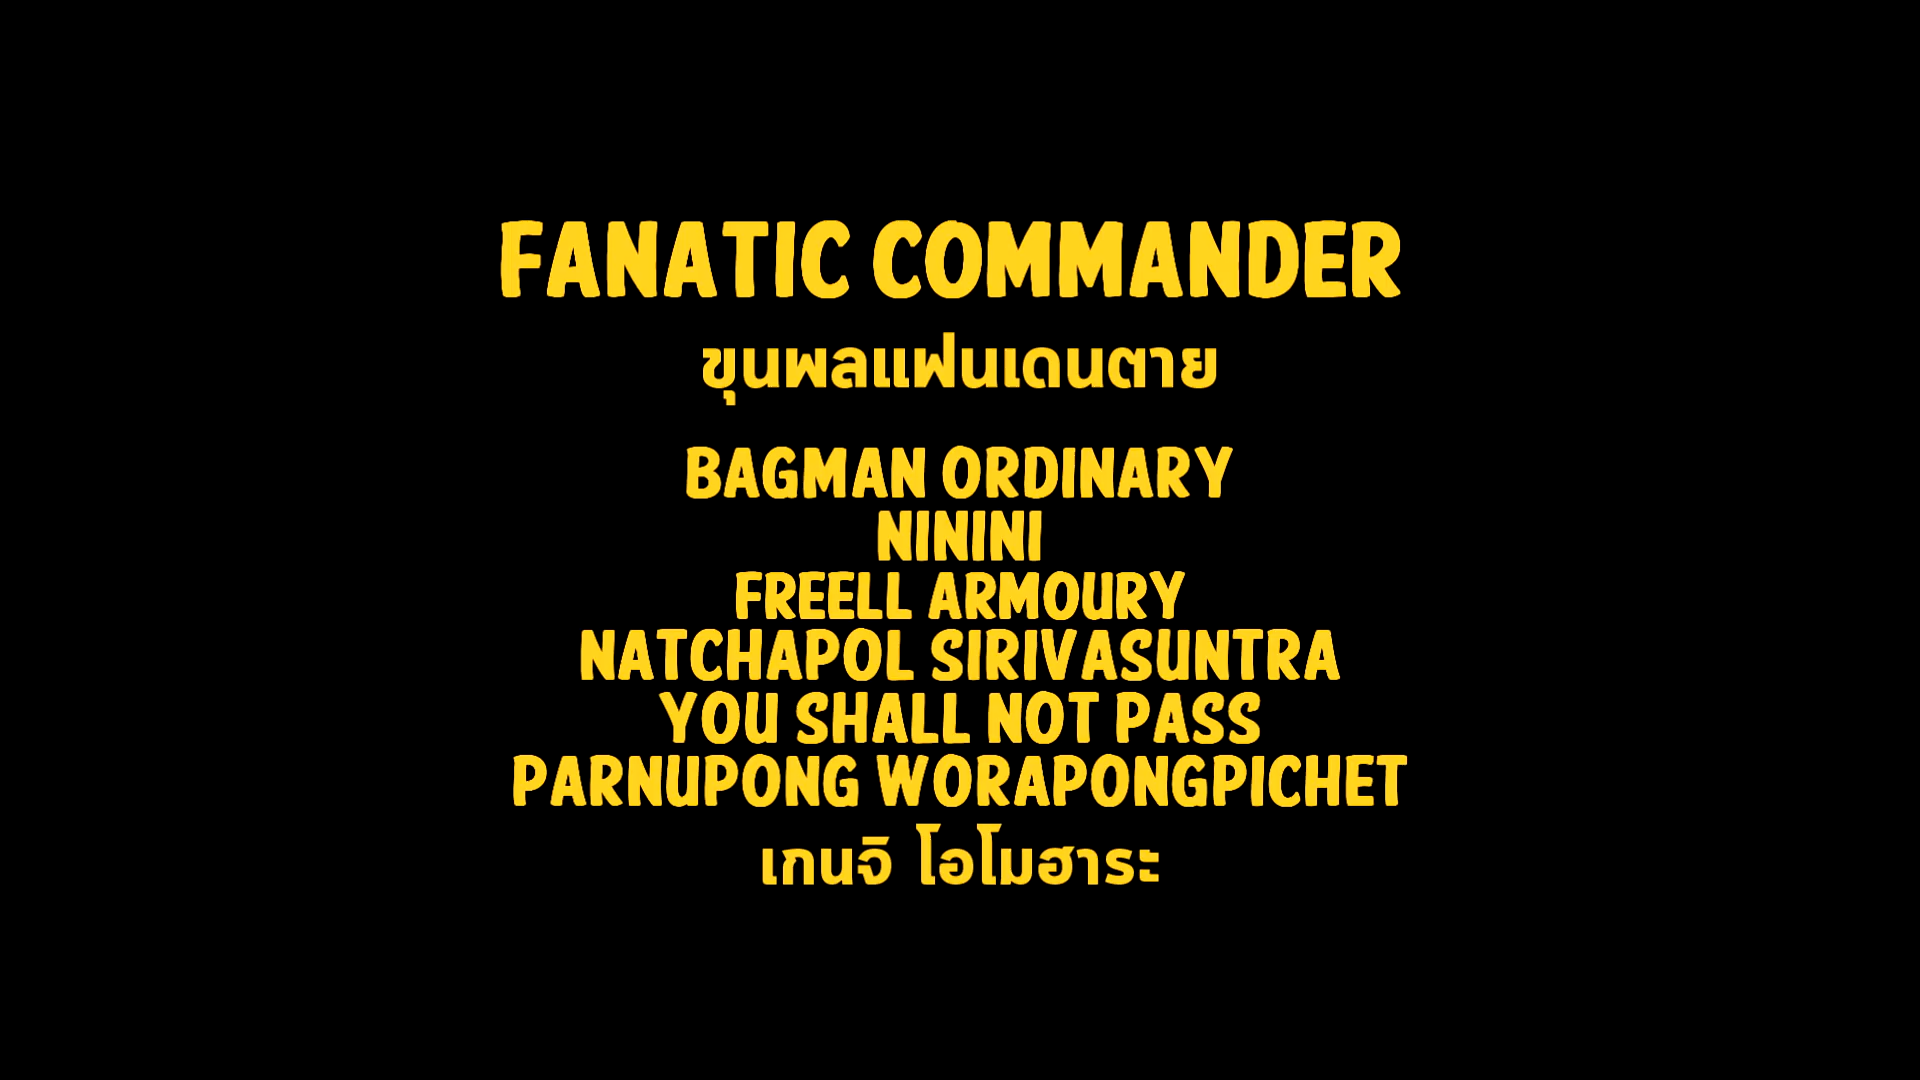 FANATIC COMMANDER
ขุนพลแฟนเดนตาย
BAGMAN ORDINARY
NININI
FREELL ARMOURY
NATCHAPOL SIRIVASUNTRA
YOU SHALL NOT PASS
PARNUPONG WORAPONGPICHET
เกนจิ โอโมฮาระ